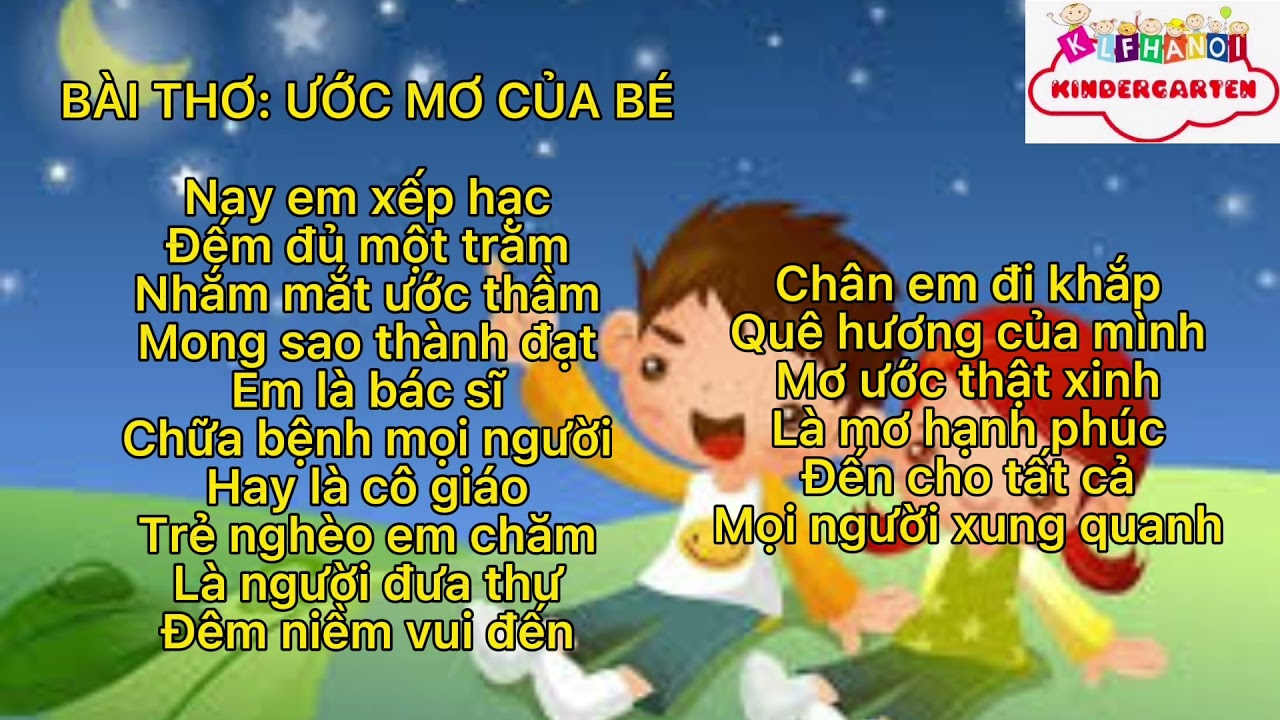 KLFHANOI
KINDERGARTEN
BÀI THƠ: ƯỚC MƠ CỦA BÉ
Nay em xếp hạc
Đếm đủ một trăm
Nhắm mắt ước thầm
Mong sao thành đạt
Em là bác sĩ
Chữa bệnh mọi người
Hay là cô giáo
Trẻ nghèo em chăm
Là người đưa thư
Đêm niềm vui đến
Chân em đi khắp
Quê hương của mình
Mơ ước thật xinh
Là mơ hạnh phúc
Đến cho tất cả
Mọi người xung quanh